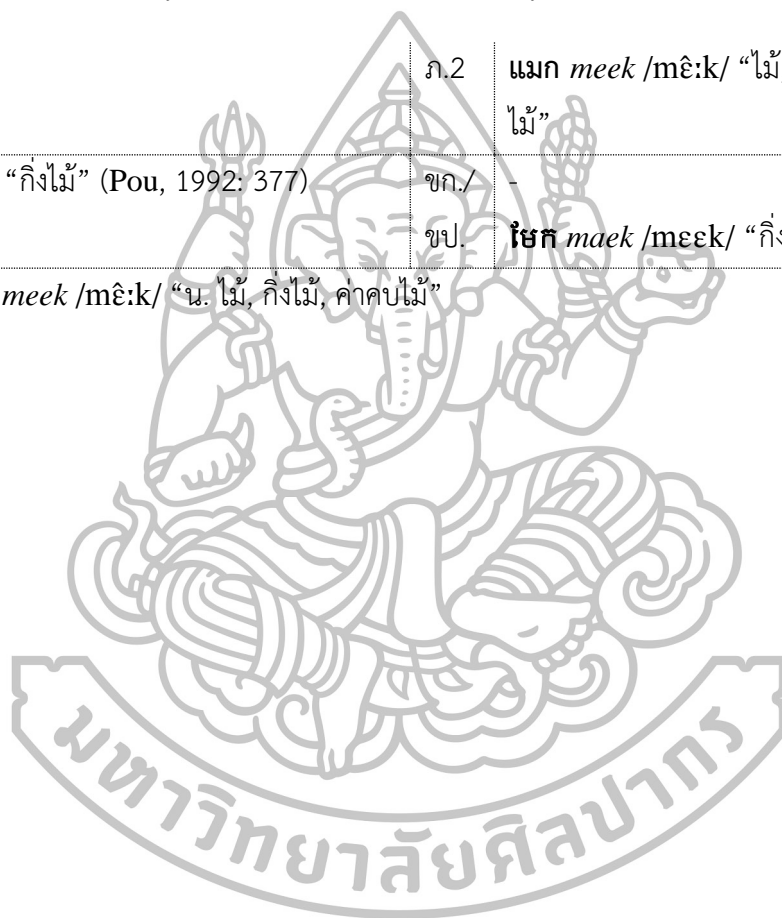 ภ.2 แมก meek /mɛ̂ːk/ “ไม้,
ไม้”
“กิ่งไม้” (Pou, 1992: 377) ขก./ -
ขป. មែក maek /mɛɛk/ “กิ่ง
meek /mɛ̂ːk/ “น. ไม้, กิ่งไม้, ค่าคบไม้”
มหาวิทยาลัยศิลปากร